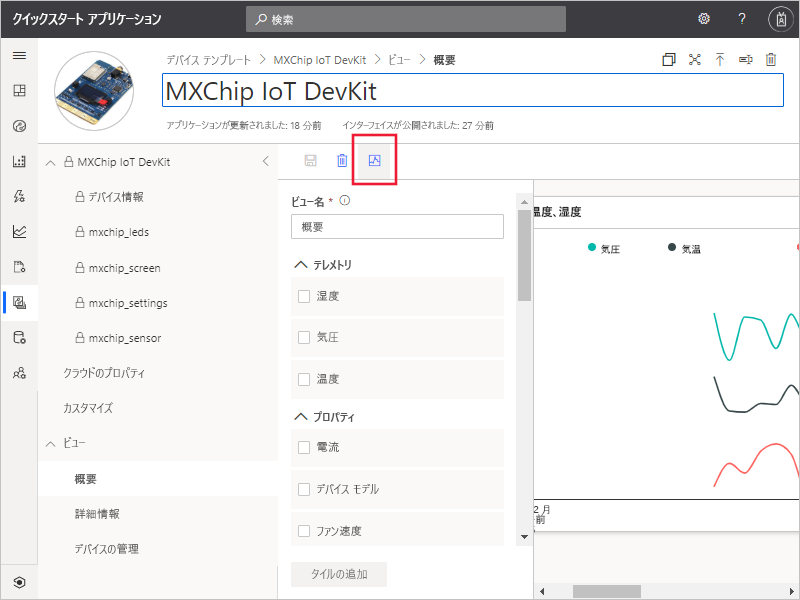 クイックスタート アプリケーション
検索
?
デバイス テンプレート > MXChip IoT DevKit > ビュー > 概要
MXChip IoT DevKit
アプリケーションが更新されました: 18 分前 インターフェイスが公開されました: 27 分前
MXChip IoT DevKit
デバイス情報
mxchip_leds
mxchip_screen
mxchip_settings
mxchip_sensor
クラウドのプロパティ
カスタマイズ
ビュー
概要
詳細情報
デバイスの管理
ビュー名 *
概要
テレメトリ
湿度
気圧
温度
プロパティ
電流
デバイス モデル
ファン速度
タイルの追加
温度、湿度
気圧
気温
2 月
前